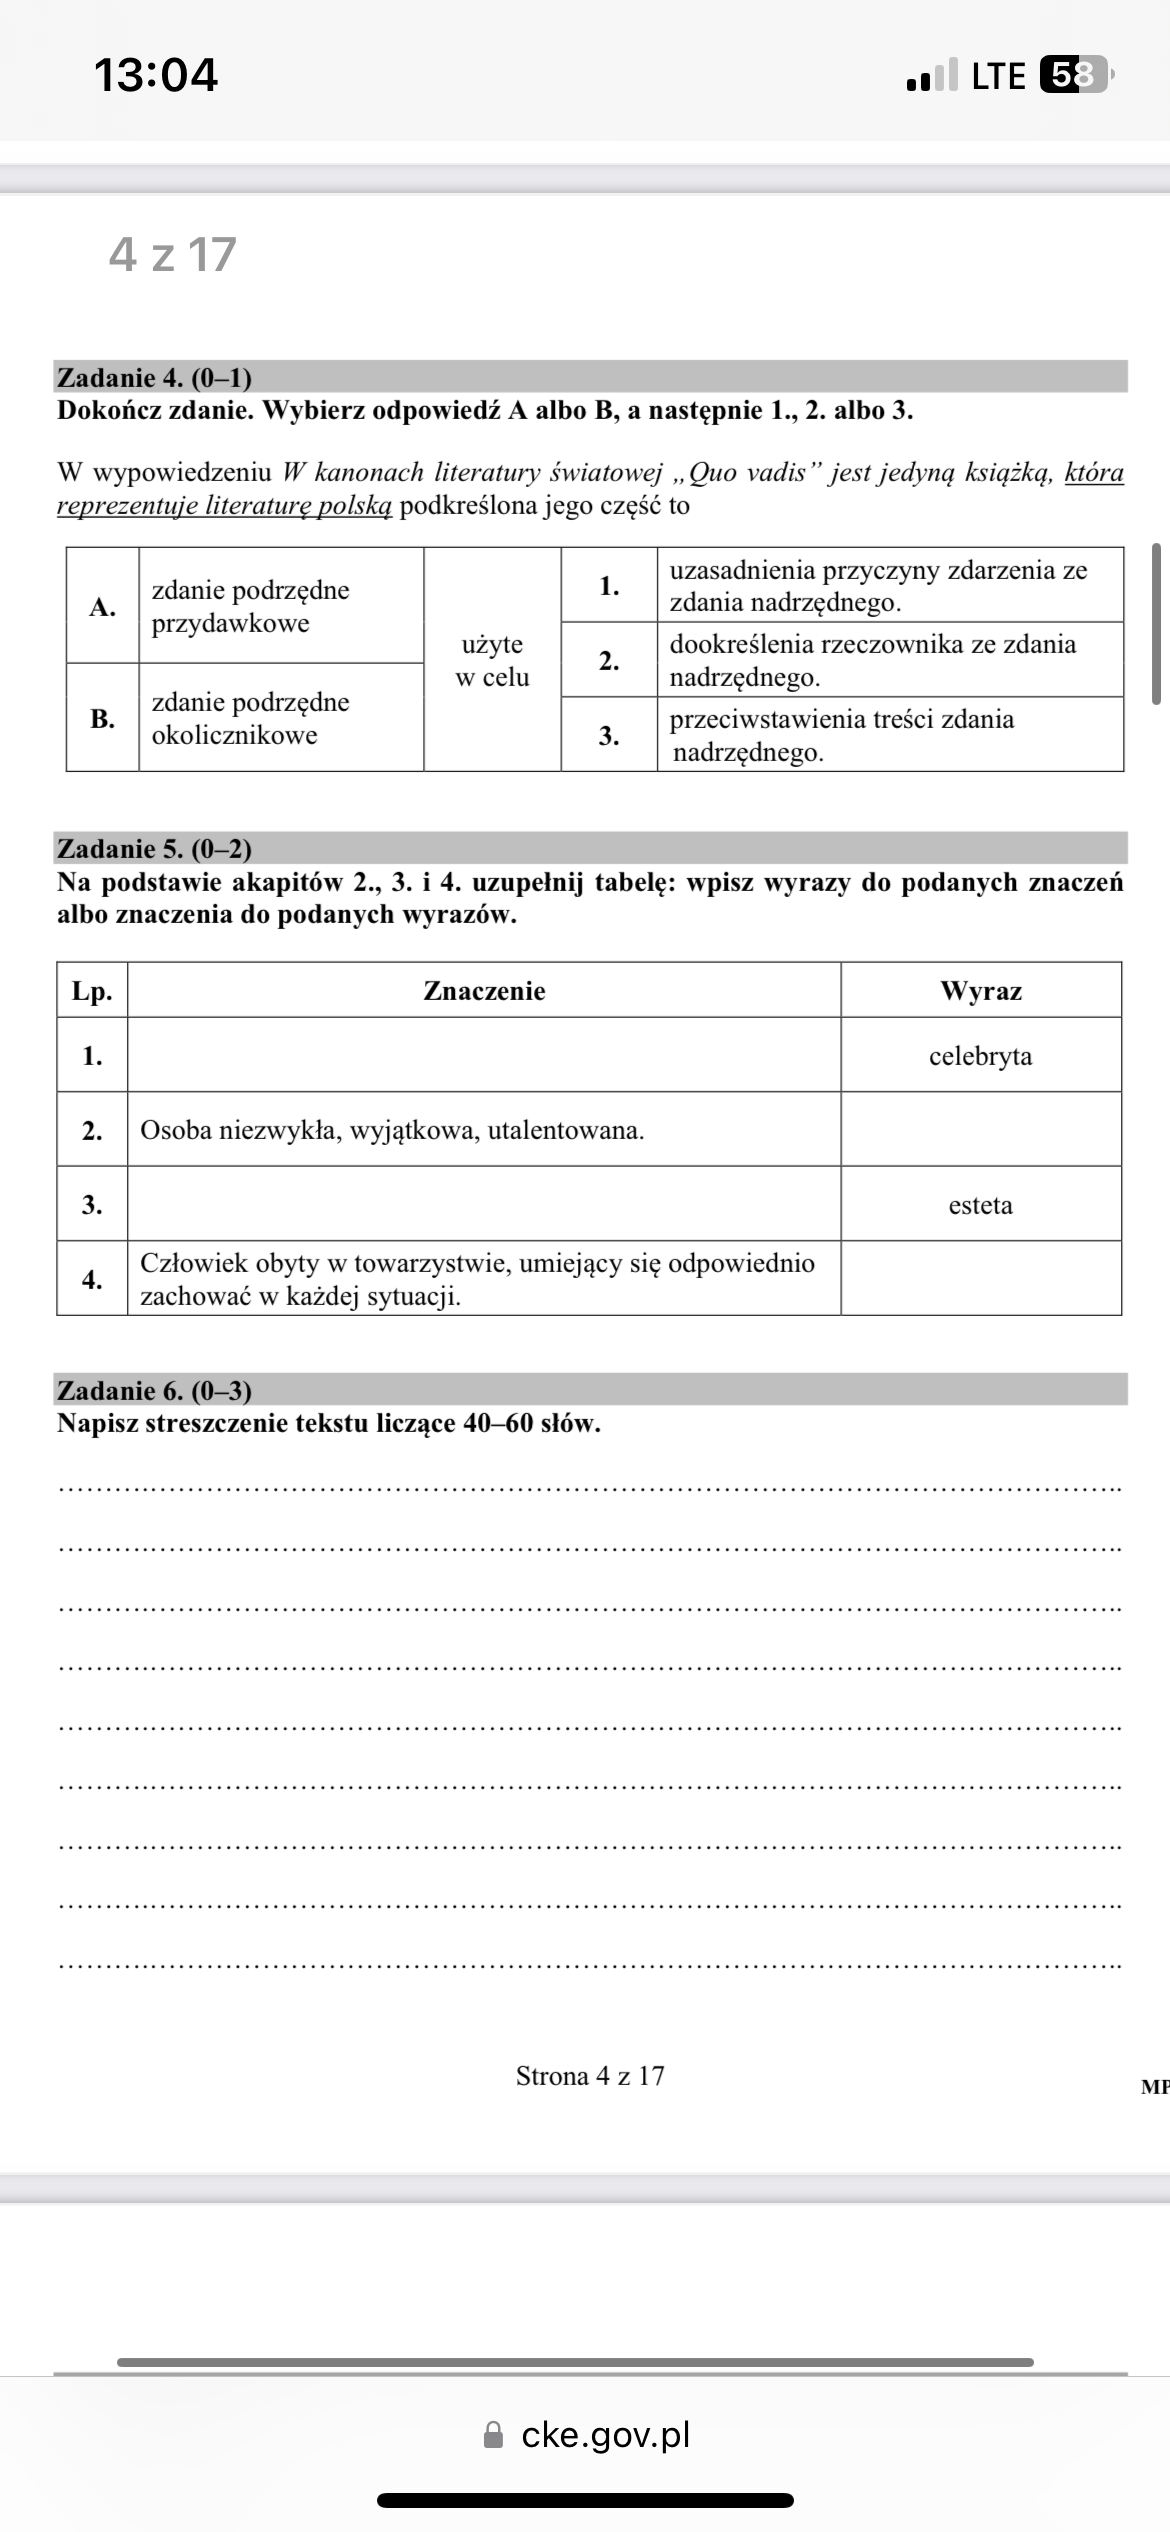 13:04
LTE 58
4 z 17
Zadanie 4. (0–1)
Dokończ zdanie. Wybierz odpowiedź A albo B, a następnie 1., 2. albo 3.
W wypowiedzeniu W kanonach literatury światowej „Quo vadis” jest jedyną książką, która
reprezentuje literaturę polską podkreślona jego część to
A.
zdanie podrzędne
przydawkowe
B.
zdanie podrzędne
okolicznikowe
użyte
w celu
1.
uzasadnienia przyczyny zdarzenia ze
zdania nadrzędnego.
2.
dookreślenia rzeczownika ze zdania
nadrzędnego.
3.
przeciwstawienia treści zdania
nadrzędnego.
Zadanie 5. (0–2)
Na podstawie akapitów 2., 3. i 4. uzupełnij tabelę: wpisz wyrazy do podanych znaczeń
albo znaczenia do podanych wyrazów.
Lp. Znaczenie Wyraz
1. celebryta
2. Osoba niezwykła, wyjątkowa, utalentowana.
3. esteta
4.
Człowiek obyty w towarzystwie, umiejący się odpowiednio
zachować w każdej sytuacji.
Zadanie 6. (0–3)
Napisz streszczenie tekstu liczące 40–60 słów.
Strona 4 z 17
MP
cke.gov.pl